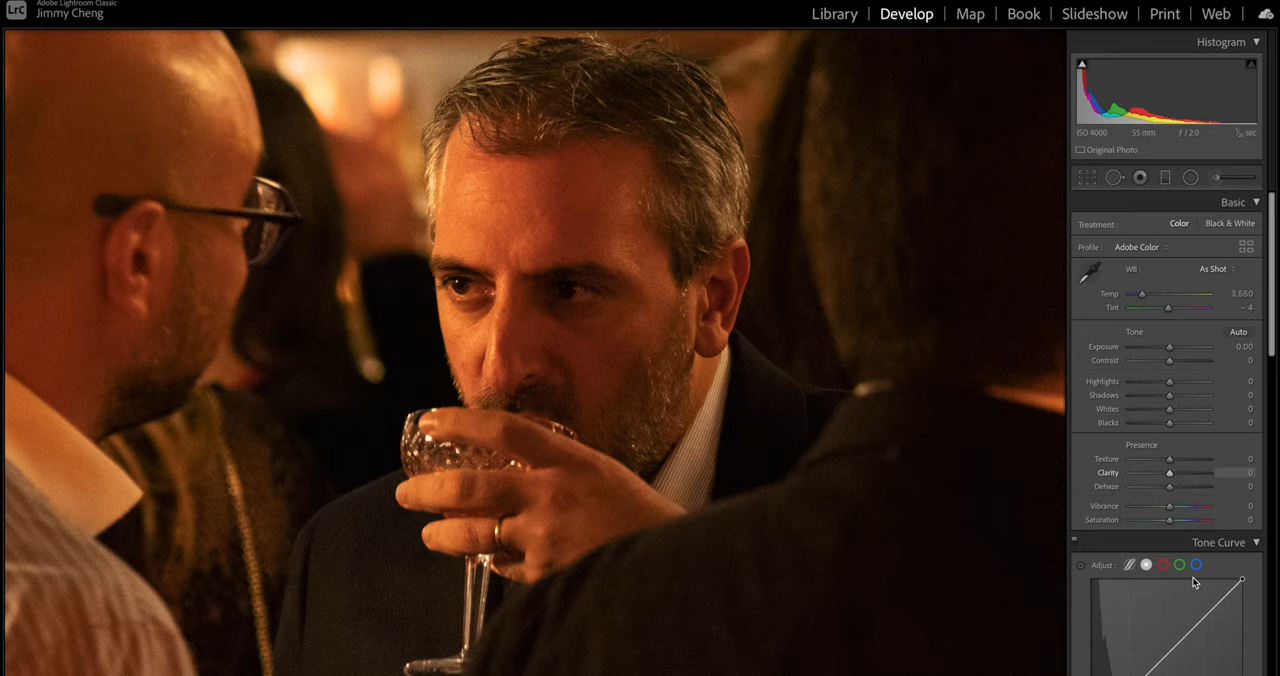 LrC
Adobe Lightroom Classic
Jimmy Cheng
Library | Develop | Map | Book | Slideshow | Print | Web |
Histogram
ISO 4000 55 mm ƒ / 2.0 sec
Original Photo
Basic
Treatment : Color Black & White
Profile : Adobe Color
WB : As Shot
Temp 3,550
Tint – 4
Tone Auto
Exposure 0.00
Contrast 0
Highlights 0
Shadows 0
Whites 0
Blacks 0
Presence
Texture 0
Clarity 0
Dehaze 0
Vibrance 0
Saturation 0
Tone Curve
Adjust :